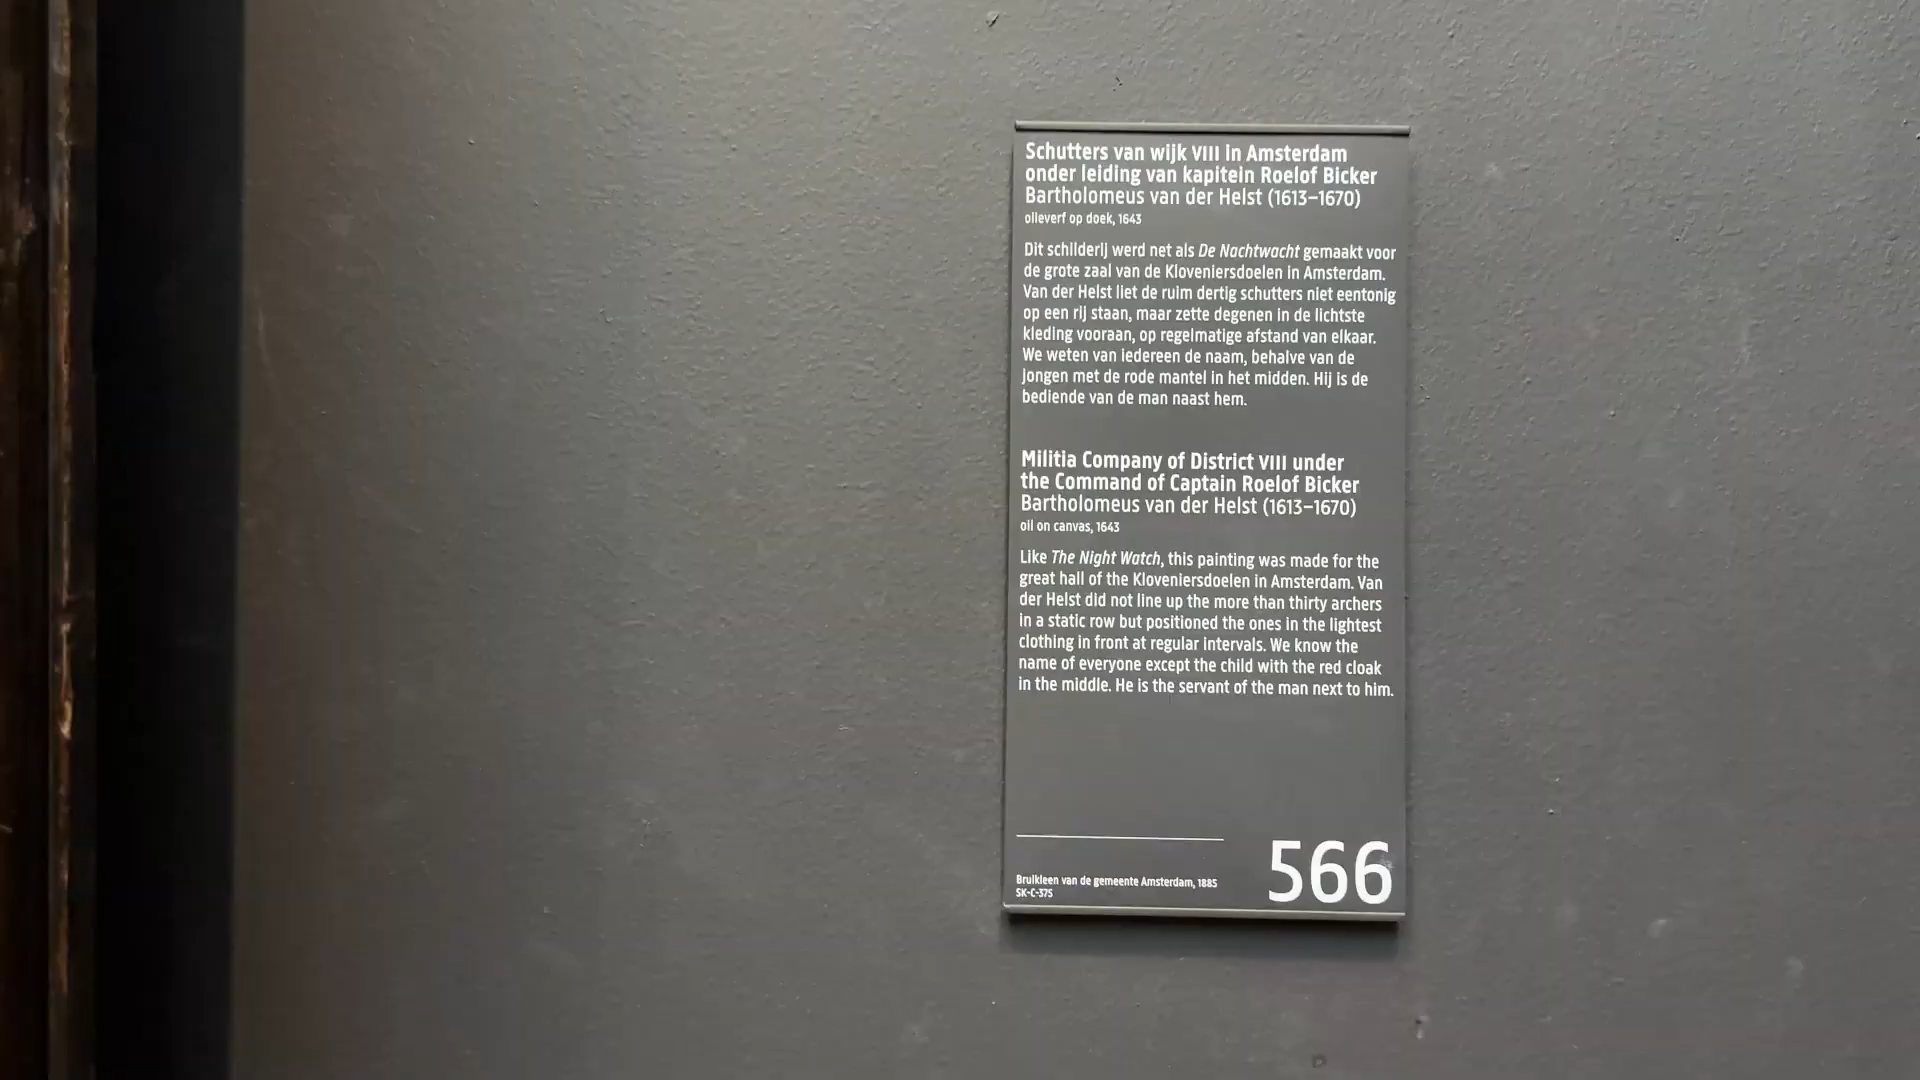 Schutters van wijk VIII in Amsterdam
onder leiding van kapitein Roelof Bicker
Bartholomeus van der Helst (1613–1670)
olieverf op doek, 1643
Dit schilderij werd net als De Nachtwacht gemaakt voor
de grote zaal van de Kloveniersdoelen in Amsterdam.
Van der Helst liet de ruim dertig schutters niet eentonig
op een rij staan, maar zette degenen in de lichtste
kleding vooraan, op regelmatige afstand van elkaar.
We weten van iedereen de naam, behalve van de
jongen met de rode mantel in het midden. Hij is de
bediende van de man naast hem.
Militia Company of District VIII under
the Command of Captain Roelof Bicker
Bartholomeus van der Helst (1613–1670)
oil on canvas, 1643
Like The Night Watch, this painting was made for the
great hall of the Kloveniersdoelen in Amsterdam. Van
der Helst did not line up the more than thirty archers
in a static row but positioned the ones in the lightest
clothing in front at regular intervals. We know the
name of everyone except the child with the red cloak
in the middle. He is the servant of the man next to him.
Bruikleen van de gemeente Amsterdam, 1885
SK-C-375
566